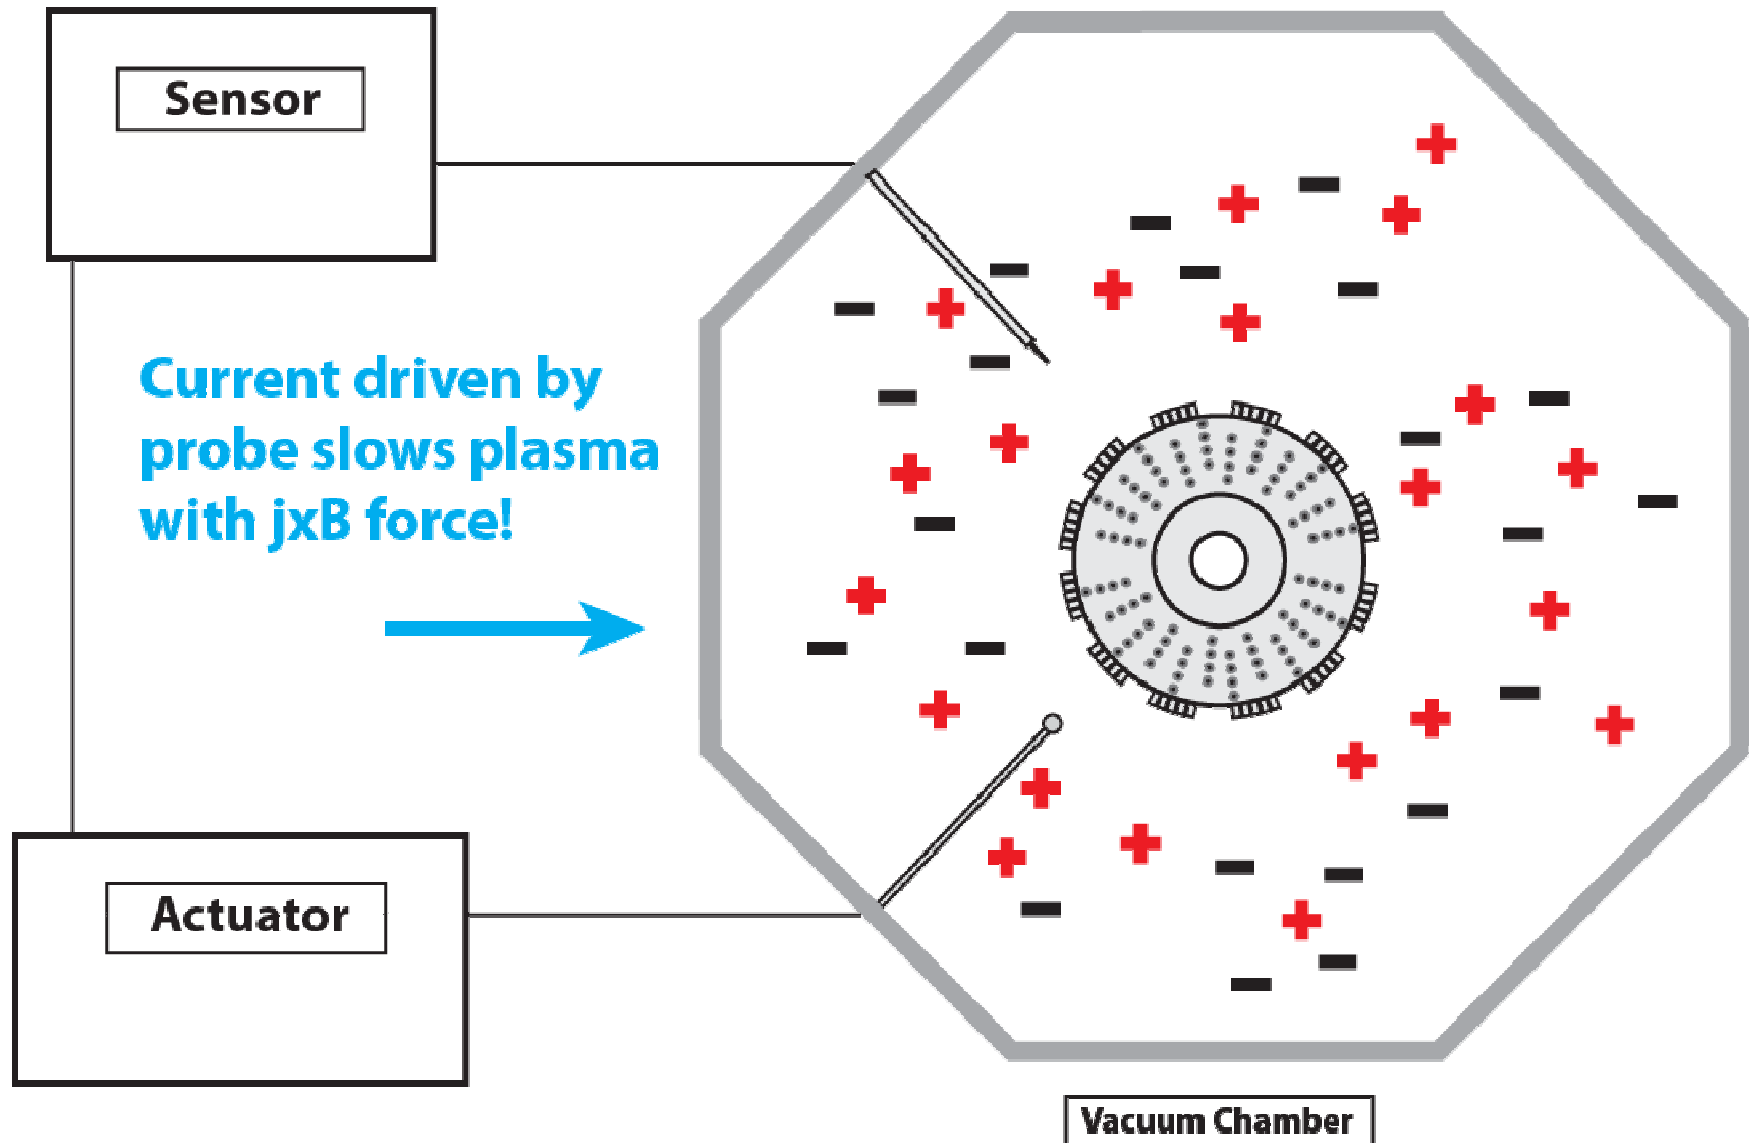 Sensor
Current driven by
probe slows plasma
with jxB force!
Actuator
Vacuum Chamber